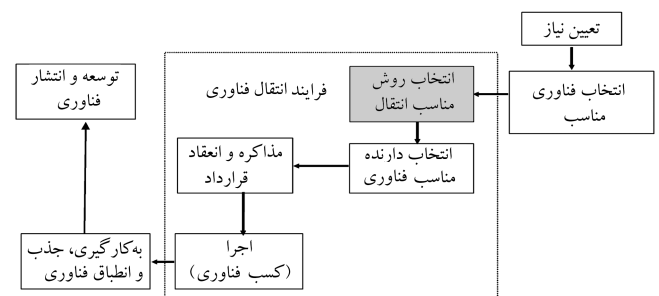 تعیین نیاز
انتخاب فناوری
مناسب
فرایند انتقال فناوری
انتخاب روش
مناسب انتقال
انتخاب دارنده
مناسب فناوری
مذاکره و انعقاد
قرارداد
اجرا
(کسب فناوری)
به‌کارگیری، جذب
و انطباق فناوری
توسعه و انتشار
فناوری